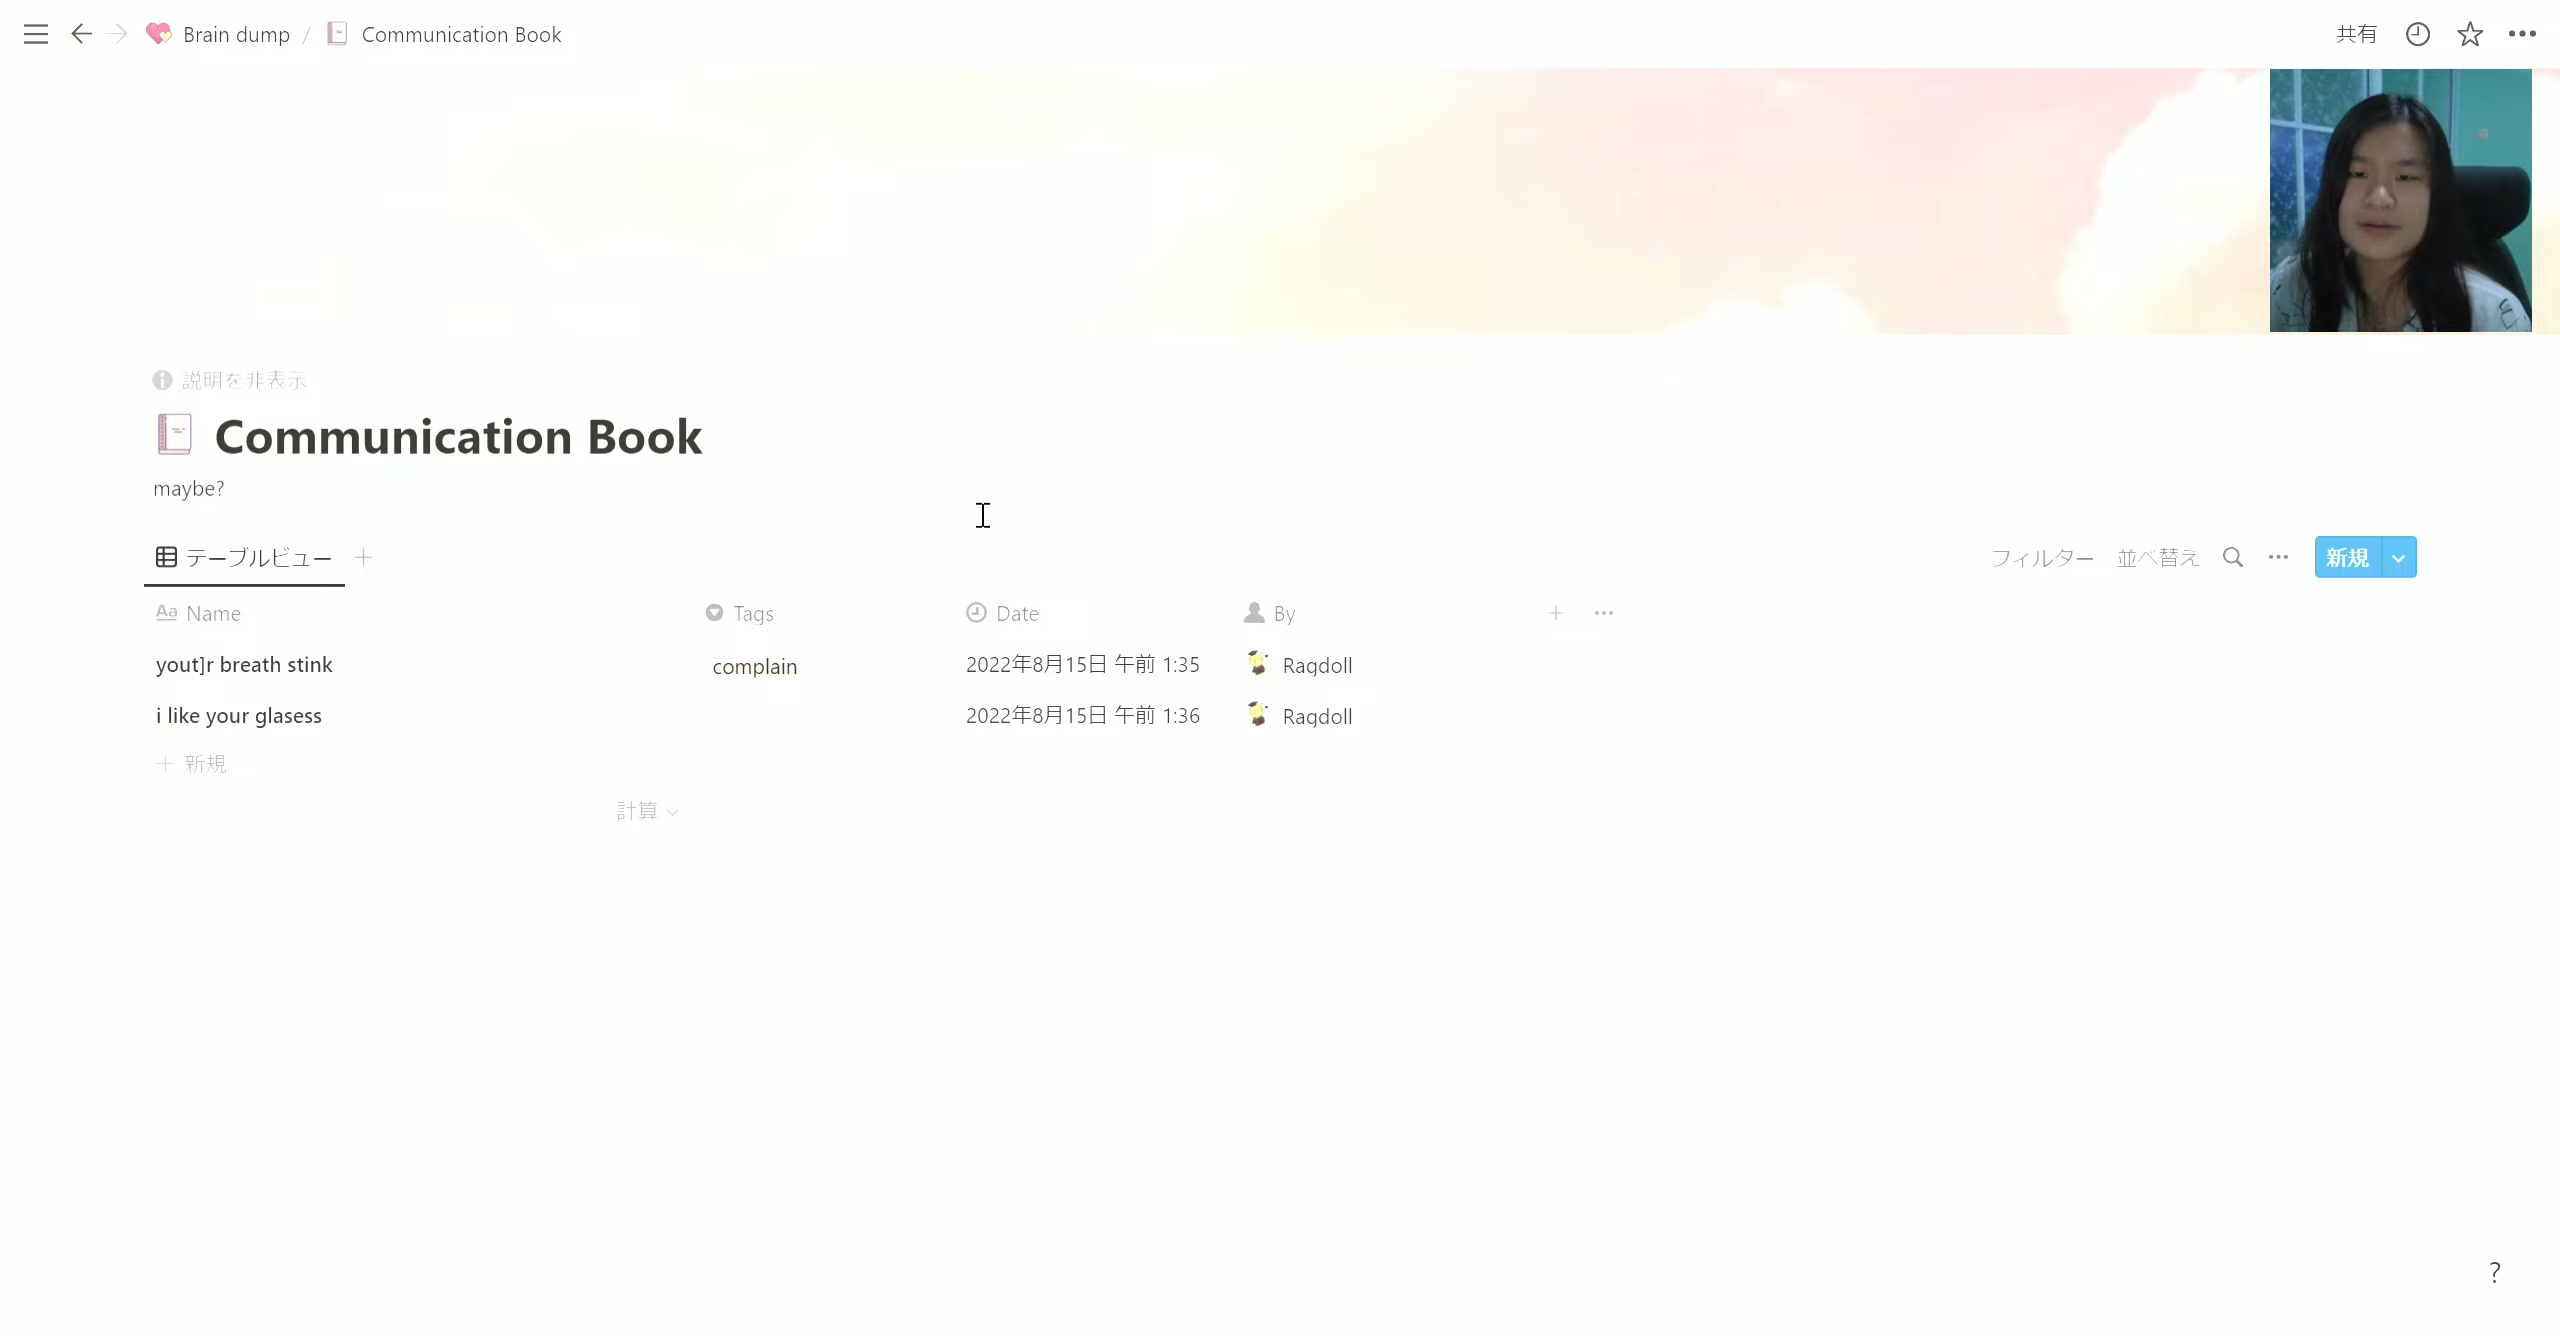 Brain dump / Communication Book
共有
説明を非表示
Communication Book
maybe?
テーブルビュー
フィルター 並べ替え 新規
Aa Name Tags Date By
yout]r breath stink complain 2022年8月15日 午前 1:35 Ragdoll
i like your glasess 2022年8月15日 午前 1:36 Ragdoll
+ 新規
計算
?